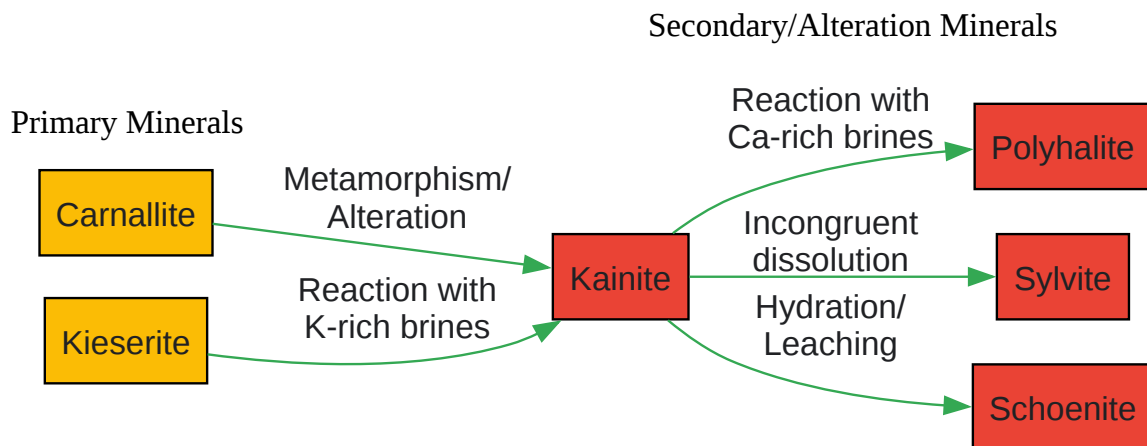 Secondary/Alteration Minerals
Primary Minerals
Carnallite
Kieserite
Metamorphism/
Alteration
Reaction with
K-rich brines
Kainite
Reaction with
Ca-rich brines
Incongruent
dissolution
Hydration/
Leaching
Polyhalite
Sylvite
Schoenite